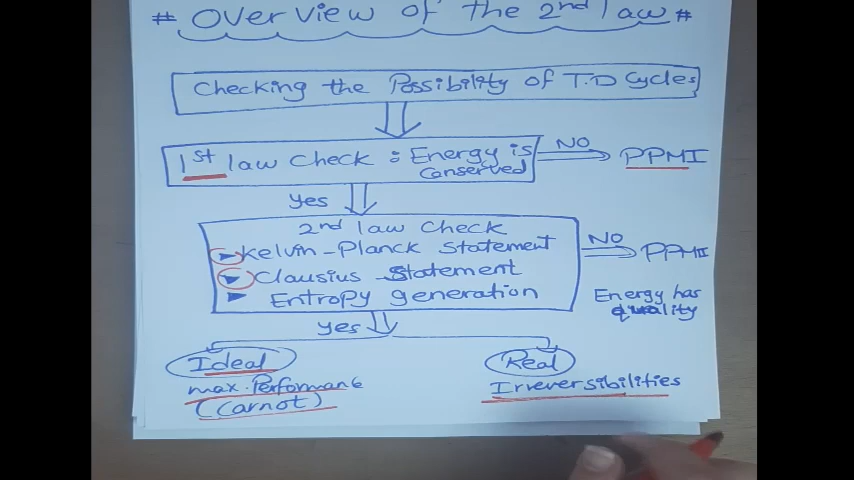 # Overview of the 2nd law #
Checking the Possibility of T.D Cycles
1st law Check : Energy is
Conserved
NO
PPMI
Yes
2nd law Check
Kelvin-Planck Statement
Clausius Statement
Entropy generation
NO
PPMII
Energy has
quality
Yes
Ideal
max. Performance
(Carnot)
Real
Irreversibilities